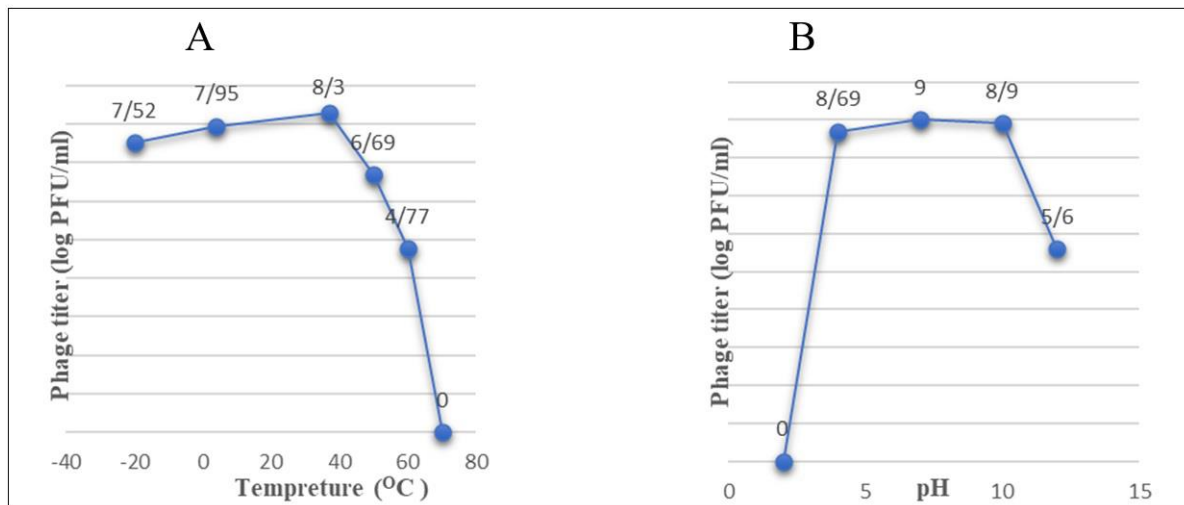 A
7/52
7/95
8/3
6/69
4/77
0
Phage titer (log PFU/ml)
-40 -20 0 20 40 60 80
Tempreture (ᴼC )
B
8/69
9
8/9
5/6
0
Phage titer (log PFU/ml)
0 5 10 15
pH